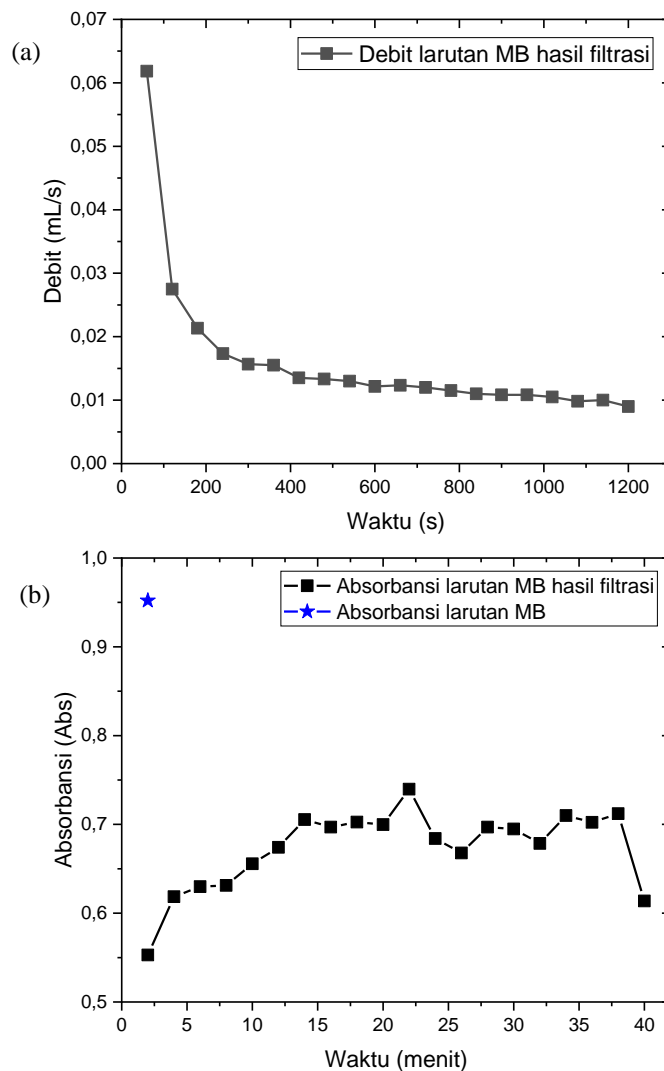 (a)
0,07
0,06
0,05
0,04
0,03
0,02
0,01
0,00
Debit (mL/s)
Debit larutan MB hasil filtrasi
0 200 400 600 800 1000 1200
Waktu (s)
(b)
1,0
0,9
0,8
0,7
0,6
0,5
Absorbansi (Abs)
Absorbansi larutan MB hasil filtrasi
Absorbansi larutan MB
0 5 10 15 20 25 30 35 40
Waktu (menit)